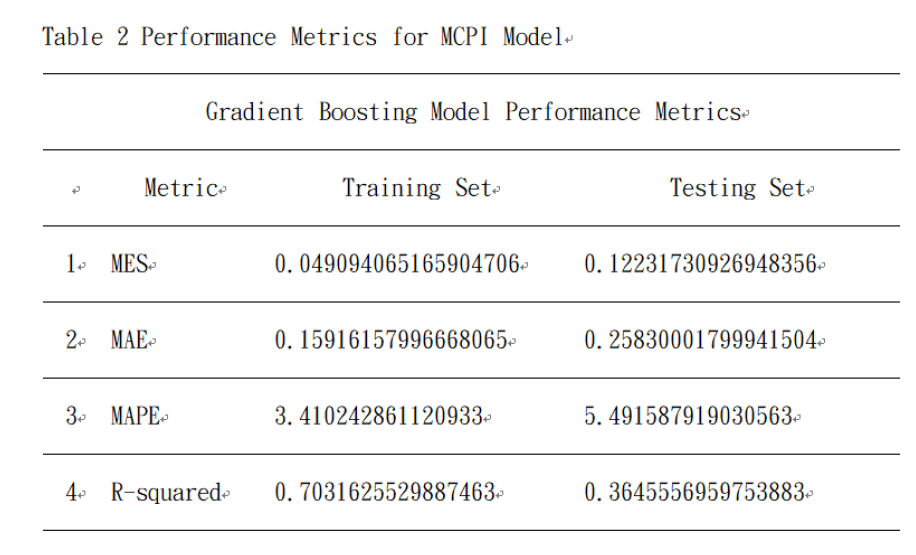 Table 2 Performance Metrics for MCPI Model
Gradient Boosting Model Performance Metrics
Metric Training Set Testing Set
1 MES 0.049094065165904706 0.12231730926948356
2 MAE 0.15916157996668065 0.25830001799941504
3 MAPE 3.410242861120933 5.491587919030563
4 R-squared 0.7031625529887463 0.3645556959753883